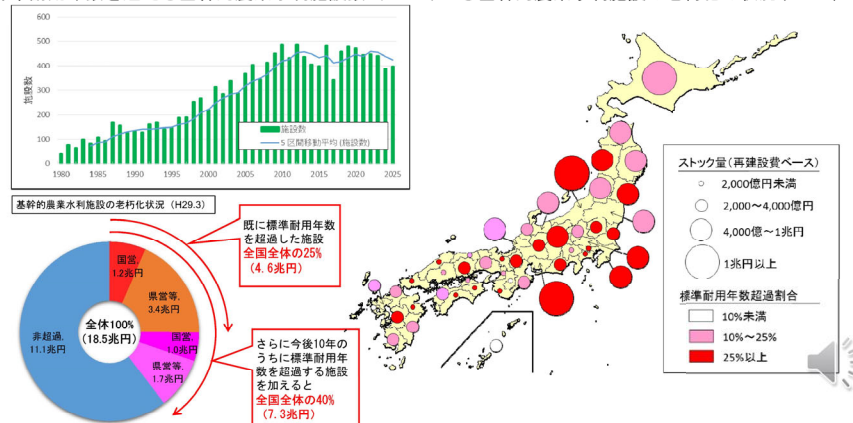 600
500
400
300
200
100
0
施設数
1980
1985
1990
1995
2000
2005
2010
2015
2020
2025
施設数
5 区間移動平均 (施設数)
基幹的農業水利施設の老朽化状況（H29.3）
国営,
1.2兆円
県営等,
3.4兆円
国営,
1.0兆円
県営等,
1.7兆円
非超過,
11.1兆円
全体100%
(18.5兆円)
既に標準耐用年数
を超過した施設
全国全体の25%
(4.6兆円)
さらに今後10年の
うちに標準耐用年
数を超過する施設
を加えると
全国全体の40%
(7.3兆円)
ストック量（再建設費ベース）
2,000億円未満
2,000～4,000億円
4,000億～1兆円
1兆円以上
標準耐用年数超過割合
10%未満
10%～25%
25%以上